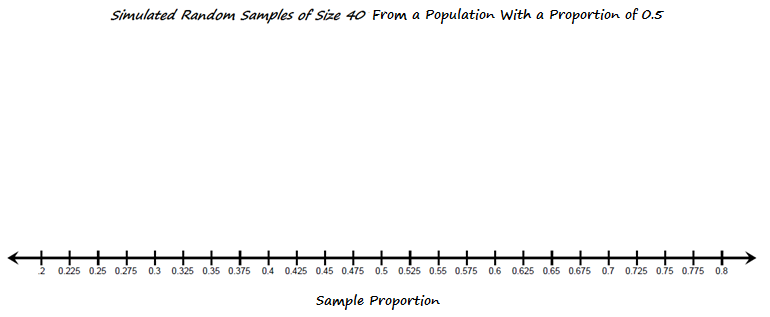 Simulated Random Samples of Size 40 From a Population With a Proportion of 0.5
.2 0.225 0.25 0.275 0.3 0.325 0.35 0.375 0.4 0.425 0.45 0.475 0.5 0.525 0.55 0.575 0.6 0.625 0.65 0.675 0.7 0.725 0.75 0.775 0.8
Sample Proportion